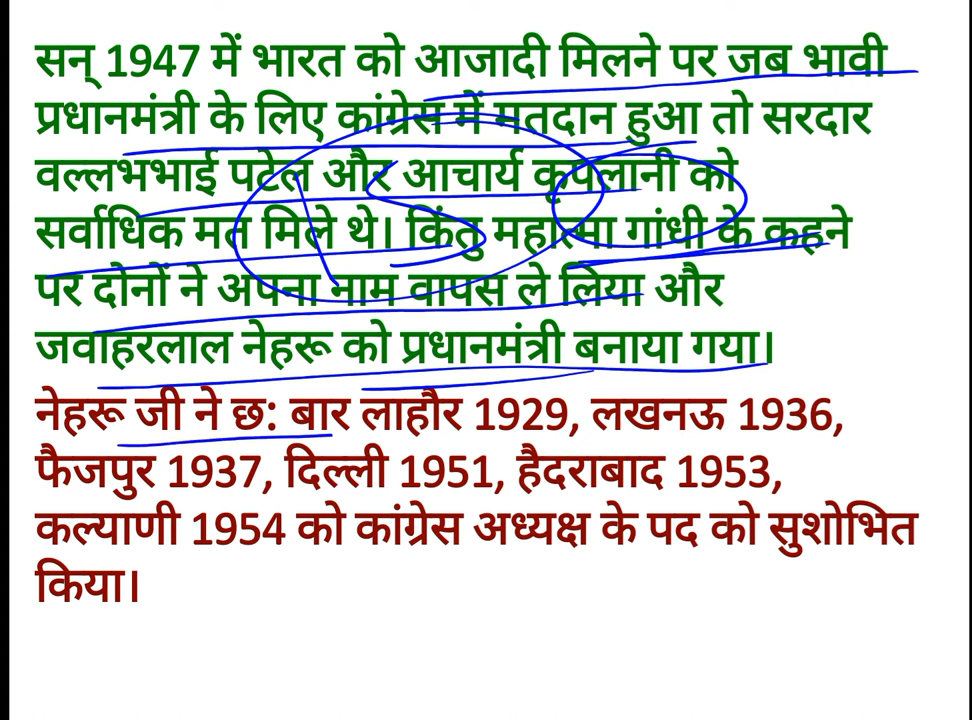 सन् 1947 में भारत को आजादी मिलने पर जब भावी
प्रधानमंत्री के लिए कांग्रेस में मतदान हुआ तो सरदार
वल्लभभाई पटेल और आचार्य कृपलानी को
सर्वाधिक मत मिले थे। किंतु महात्मा गांधी के कहने
पर दोनों ने अपना नाम वापस ले लिया और
जवाहरलाल नेहरू को प्रधानमंत्री बनाया गया।
नेहरू जी ने छ: बार लाहौर 1929, लखनऊ 1936,
फैजपुर 1937, दिल्ली 1951, हैदराबाद 1953,
कल्याणी 1954 को कांग्रेस अध्यक्ष के पद को सुशोभित
किया।